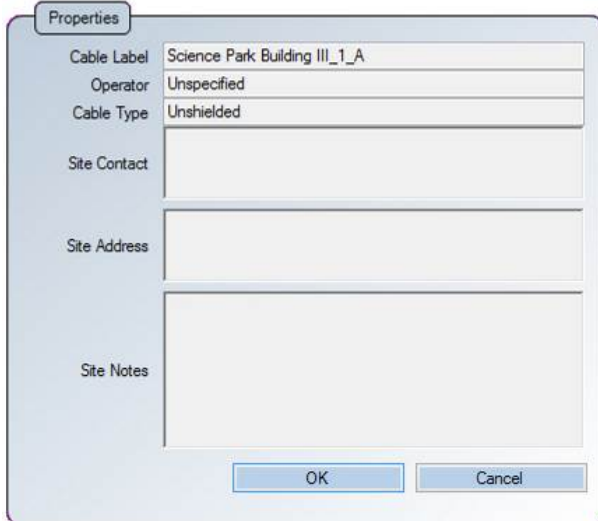 Properties
Cable Label Science Park Building III_1_A
Operator Unspecified
Cable Type Unshielded
Site Contact
Site Address
Site Notes
OK Cancel